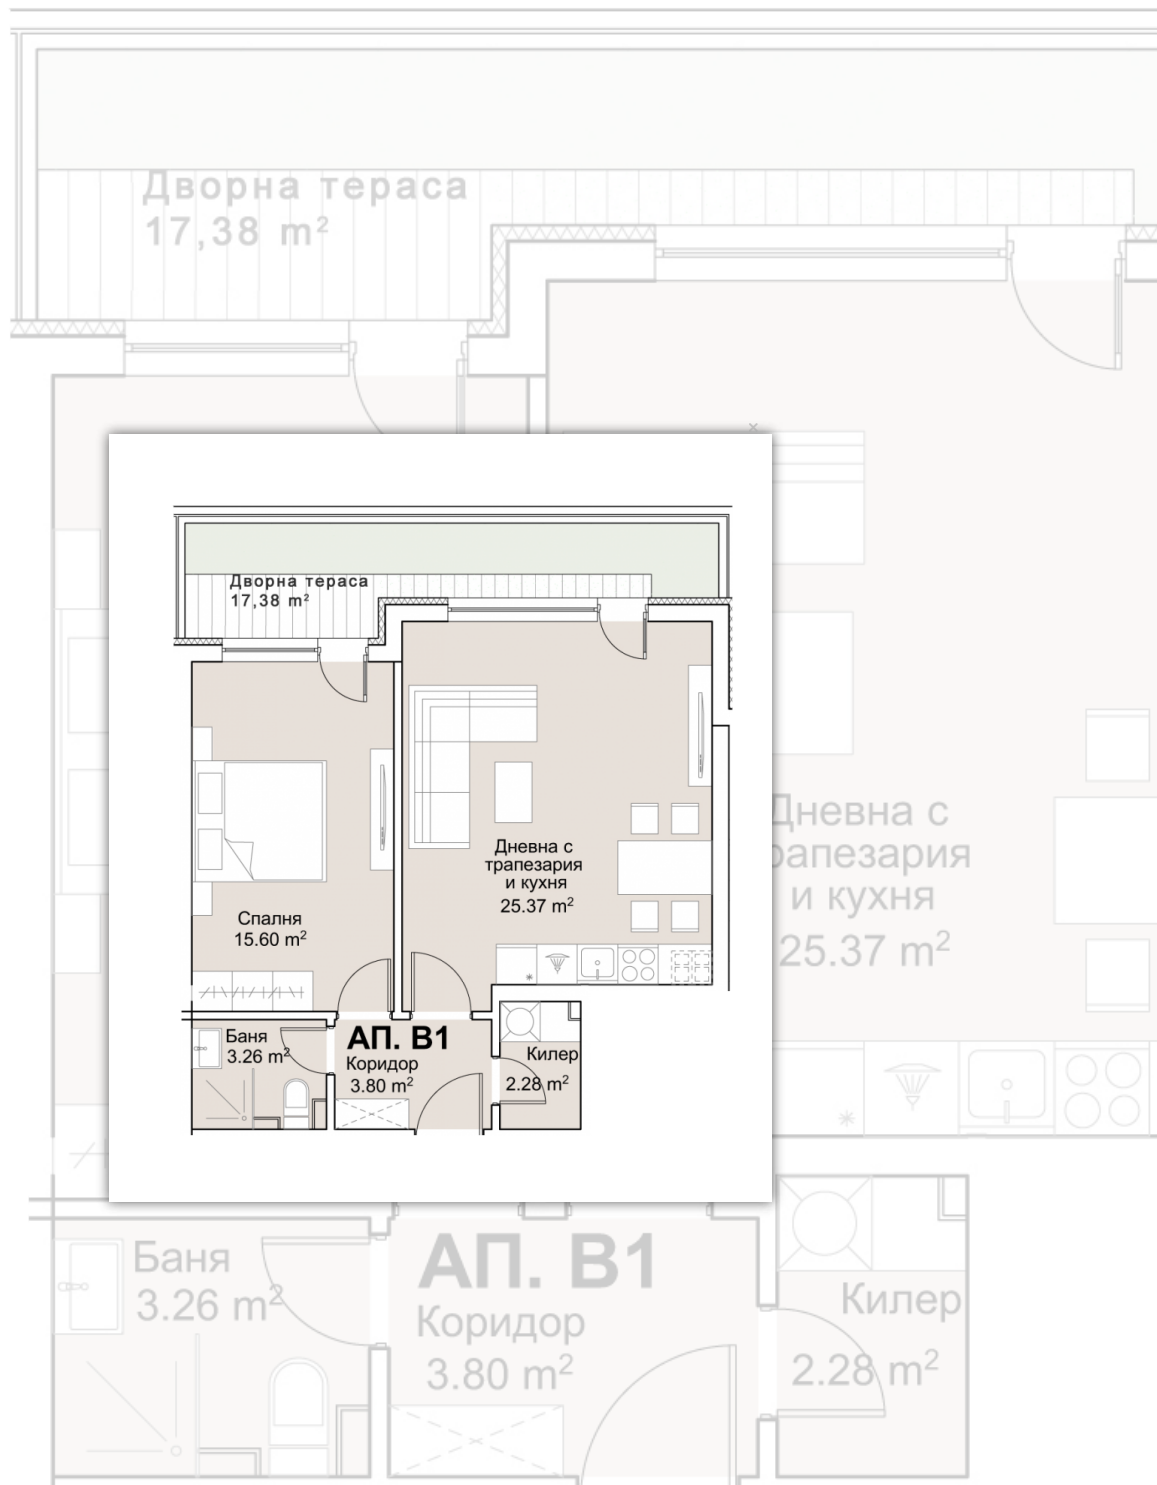 Дворна тераса
17,38 m²
Дворна тераса
17,38 m²
Дневна с
трапезария
и кухня
25.37 m²
Спалня
15.60 m²
Баня
3.26 m²
АП. В1
Коридор
3.80 m²
Килер
2.28 m²
Дневна с
рапезария
и кухня
25.37 m²
Баня
3.26 m²
АП. В1
Коридор
3.80 m²
Килер
2.28 m²